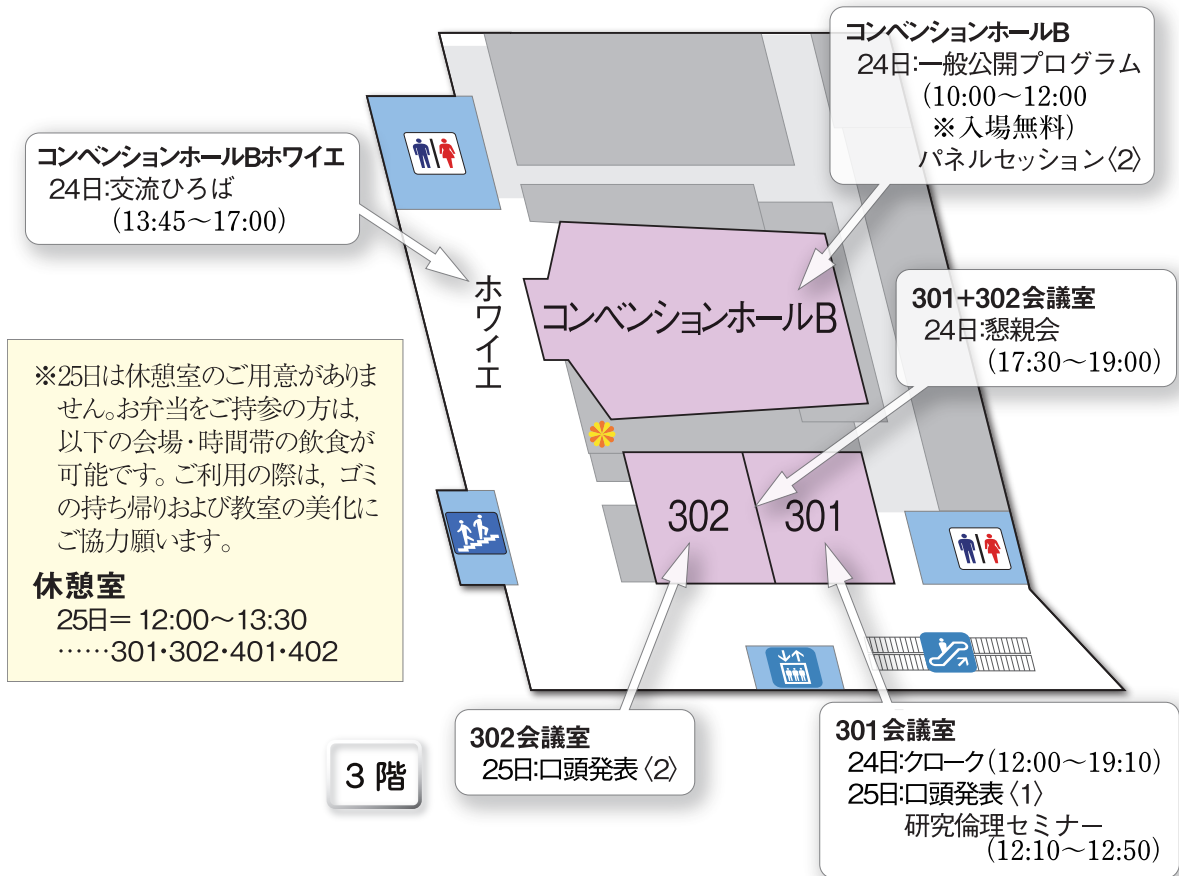 コンベンションホールB
24日:一般公開プログラム
(10:00〜12:00
※入場無料)
パネルセッション〈2〉
コンベンションホールBホワイエ
24日:交流ひろば
(13:45〜17:00)
ホワイエ
コンベンションホールB
301+302会議室
24日:懇親会
(17:30〜19:00)
※25日は休憩室のご用意がありま
せん。お弁当をご持参の方は,
以下の会場・時間帯の飲食が
可能です。ご利用の際は, ゴミ
の持ち帰りおよび教室の美化に
ご協力願います。
休憩室
25日＝12:00〜13:30
……301・302・401・402
302
301
3階
302会議室
25日:口頭発表〈2〉
301会議室
24日:クローク(12:00〜19:10)
25日:口頭発表〈1〉
研究倫理セミナー
(12:10〜12:50)